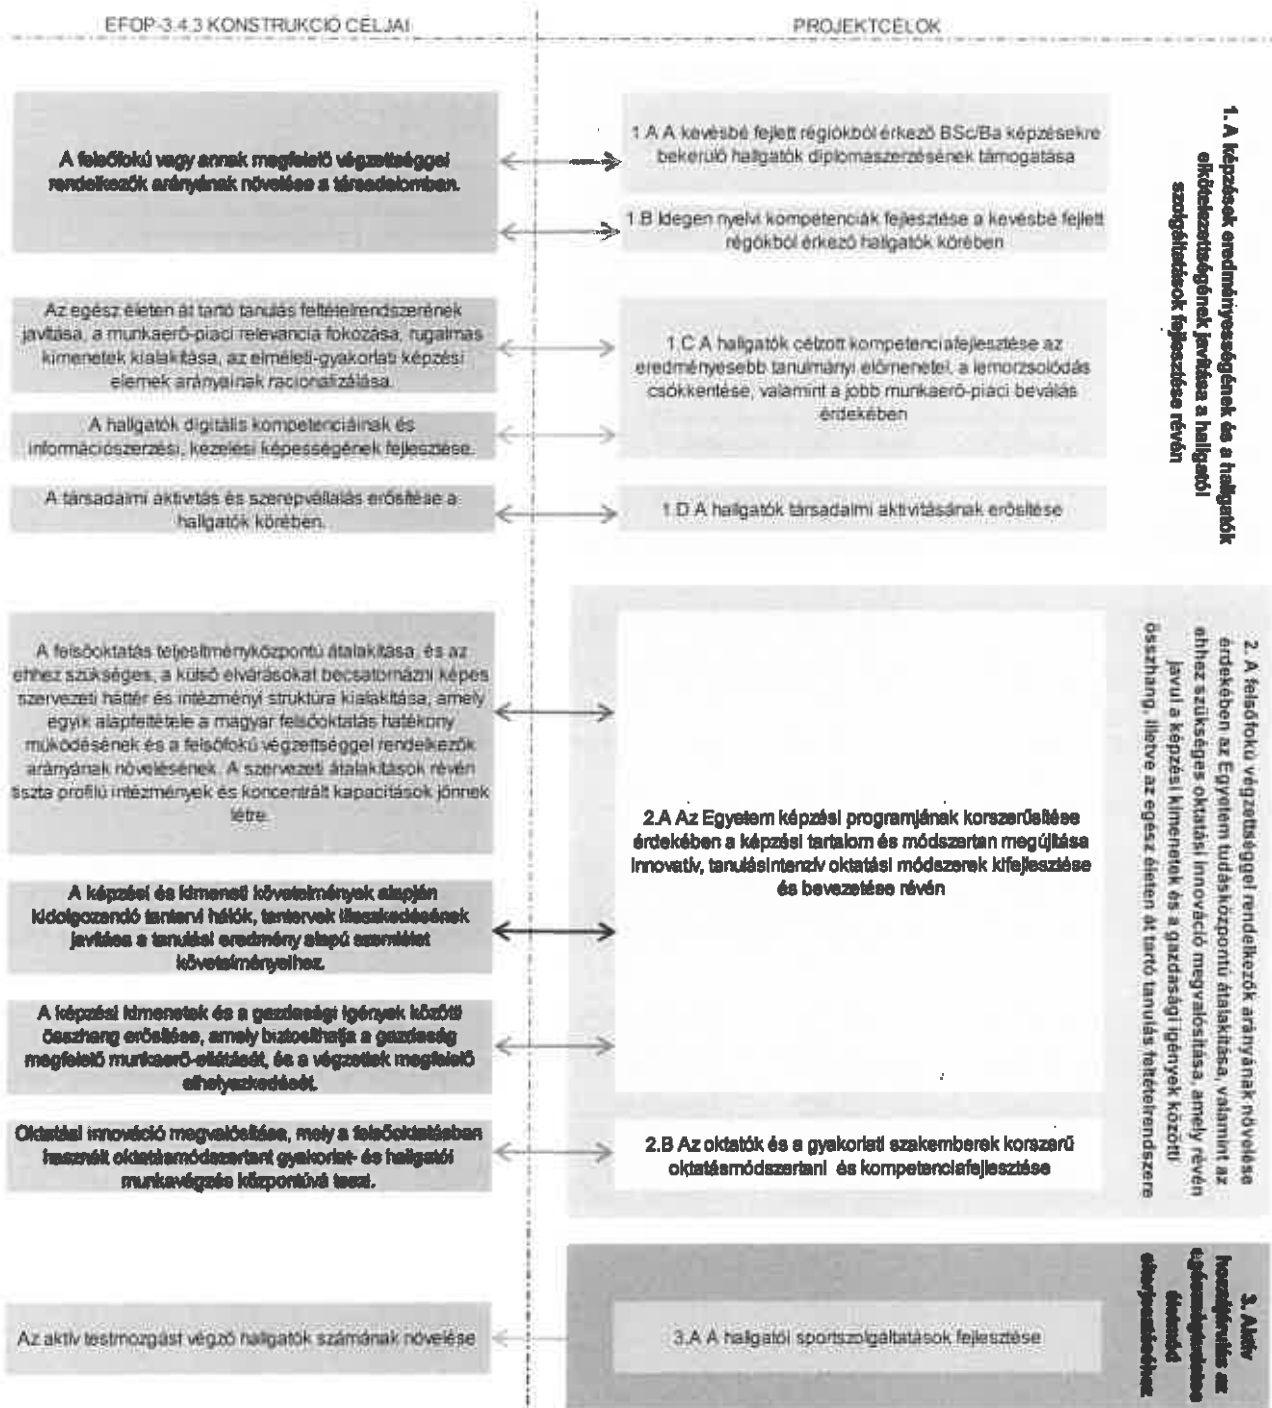 EFOP-3.4.3 KONSTRUKCIÓ CÉLJAI
PROJEKTCÉLOK
A felsőfokú vagy annak megfelelő végzettséggel
rendelkezők arányának növelése a társadalomban.
1.A A kevésbé fejlett régiókból érkező BSc/Ba képzésekre
bekerülő hallgatók diplomaszerzésének támogatása
1.B Idegen nyelvi kompetenciák fejlesztése a kevésbé fejlett
régókból érkező hallgatók körében
Az egész életen át tartó tanulás feltételrendszerének
javítása, a munkaerő-piaci relevancia fokozása, rugalmas
kimenetek kialakítása, az elméleti-gyakorlati képzési
elemek arányainak racionalizálása.
A hallgatók digitális kompetenciáinak és
információszerzési, kezelési képességének fejlesztése.
1.C A hallgatók célzott kompetenciafejlesztése az
eredményesebb tanulmányi előmenetel, a lemorzsolódás
csökkentése, valamint a jobb munkaerő-piaci beválás
érdekében
A társadalmi aktivitás és szerepvállalás erősítése a
hallgatók körében.
1.D A hallgatók társadalmi aktivitásának erősítése
1. A képzések eredményességének és a hallgatók
elkötelezettségének javítása a hallgatói
szolgáltatások fejlesztése révén
A felsőoktatás teljesítményközpontú átalakítása, és az
ehhez szükséges, a külső elvárásokat becsatornázni képes
szervezeti háttér és intézményi struktúra kialakítása, amely
egyik alapfeltétele a magyar felsőoktatás hatékony
működésének és a felsőfokú végzettséggel rendelkezők
arányának növelésének. A szervezeti átalakítások révén
tiszta profilú intézmények és koncentrált kapacitások jönnek
létre.
A képzési és kimeneti követelmények alapján
kidolgozandó tantervi hálók, tantervek illeszkedésének
javítása a tanulási eredmény alapú szemlélet
követelményeihez.
A képzési kimenetek és a gazdasági igények közötti
összhang erősítése, amely biztosíthatja a gazdaság
megfelelő munkaerő-ellátását, és a végzettek megfelelő
elhelyezkedését.
2.A Az Egyetem képzési programjának korszerűsítése
érdekében a képzési tartalom és módszertan megújítása
innovatív, tanulásintenzív oktatási módszerek kifejlesztése
és bevezetése révén
Oktatási innováció megvalósítása, mely a felsőoktatásban
használt oktatásmódszertant gyakorlat- és hallgatói
munkavégzés központúvá teszi.
2.B Az oktatók és a gyakorlati szakemberek korszerű
oktatásmódszertani és kompetenciafejlesztése
2. A felsőfokú végzettséggel rendelkezők arányának növelése
érdekében az Egyetem tudásközpontú átalakítása, valamint az
ehhez szükséges oktatási innováció megvalósítása, amely révén
javul a képzési kimenetek és a gazdasági igények közötti
összhang, illetve az egész életen át tartó tanulás feltételrendszere
Az aktív testmozgást végző hallgatók számának növelése
3.A A hallgatói sportszolgáltatások fejlesztése
3. Aktív
hozzájárulás az
egészségtudatos
életmód
elterjesztéséhez